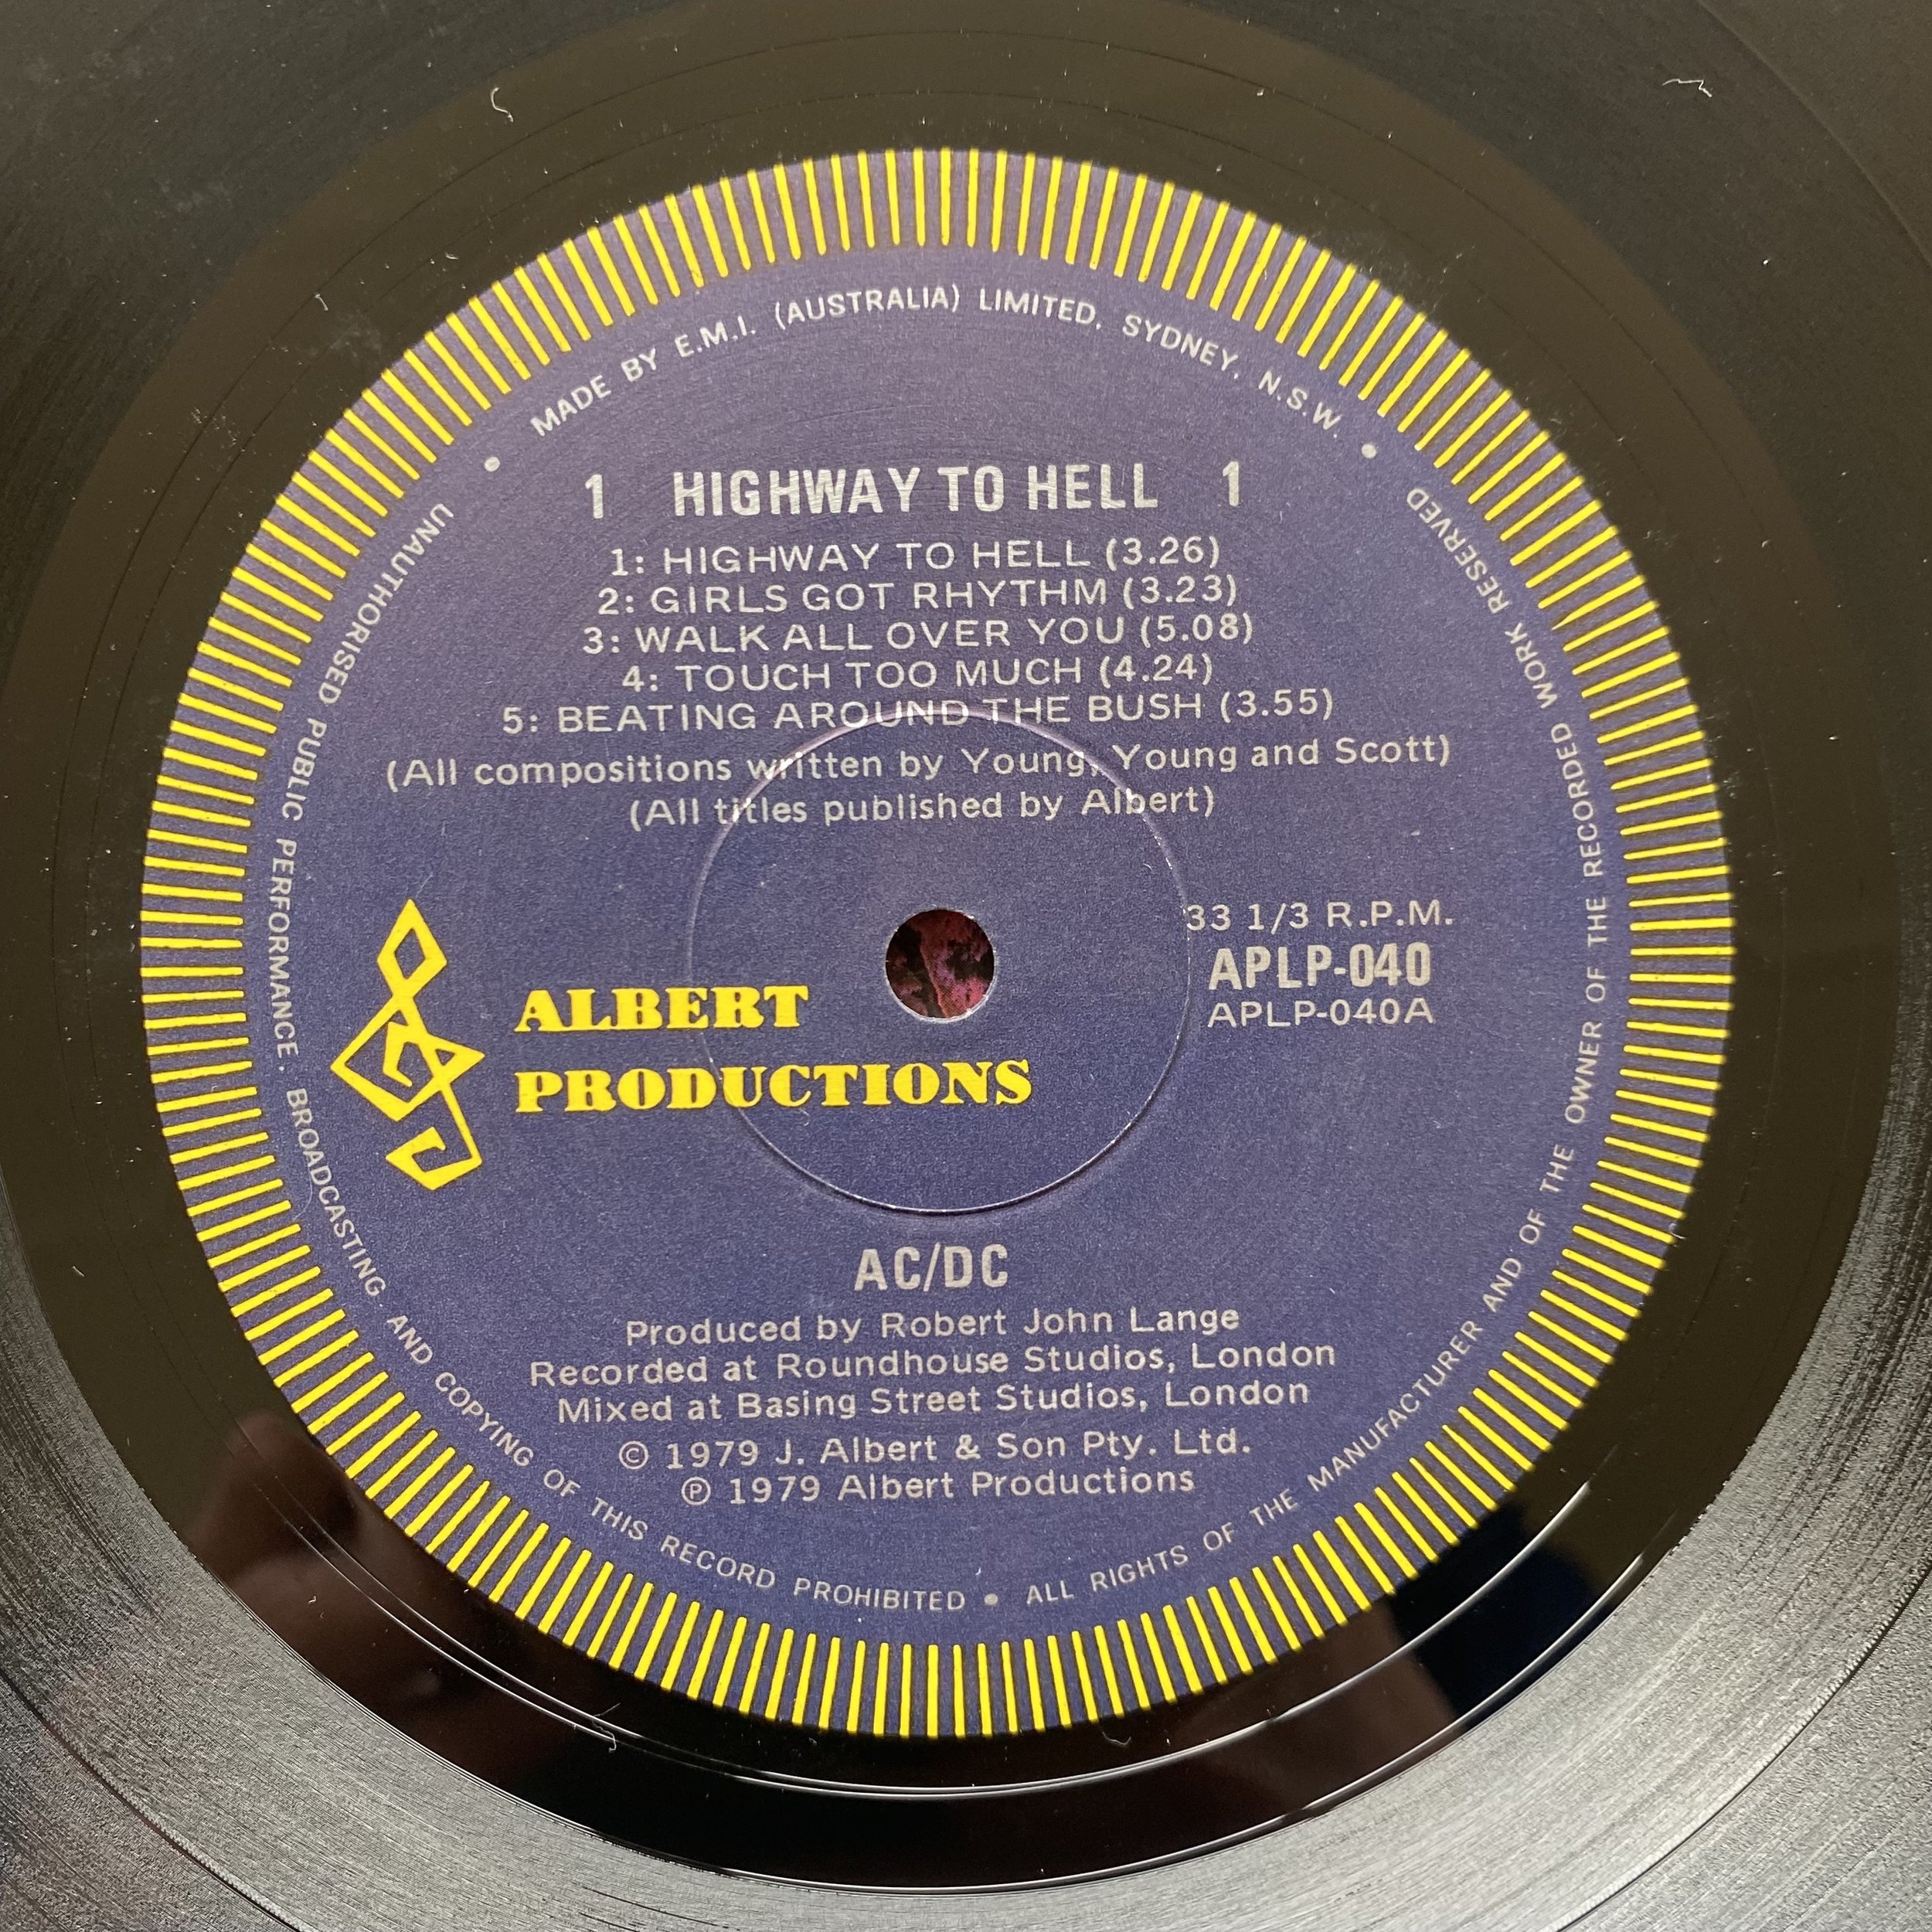 MADE BY E.M.I. (AUSTRALIA) LIMITED. SYDNEY. N.S.W.
1 HIGHWAY TO HELL 1
1: HIGHWAY TO HELL (3.26)
2: GIRLS GOT RHYTHM (3.23)
3: WALK ALL OVER YOU (5.08)
4: TOUCH TOO MUCH (4.24)
5: BEATING AROUND THE BUSH (3.55)
(All compositions written by Young, Young and Scott)
(All titles published by Albert)
33 1/3 R.P.M.
APLP-040
APLP-040A
ALBERT
PRODUCTIONS
AC/DC
Produced by Robert John Lange
Recorded at Roundhouse Studios, London
Mixed at Basing Street Studios, London
© 1979 J. Albert & Son Pty. Ltd.
℗ 1979 Albert Productions
UNAUTHORISED PUBLIC PERFORMANCE. BROADCASTING AND COPYING OF THIS RECORD PROHIBITED • ALL RIGHTS OF THE MANUFACTURER AND OF THE OWNER OF THE RECORDED WORK RESERVED